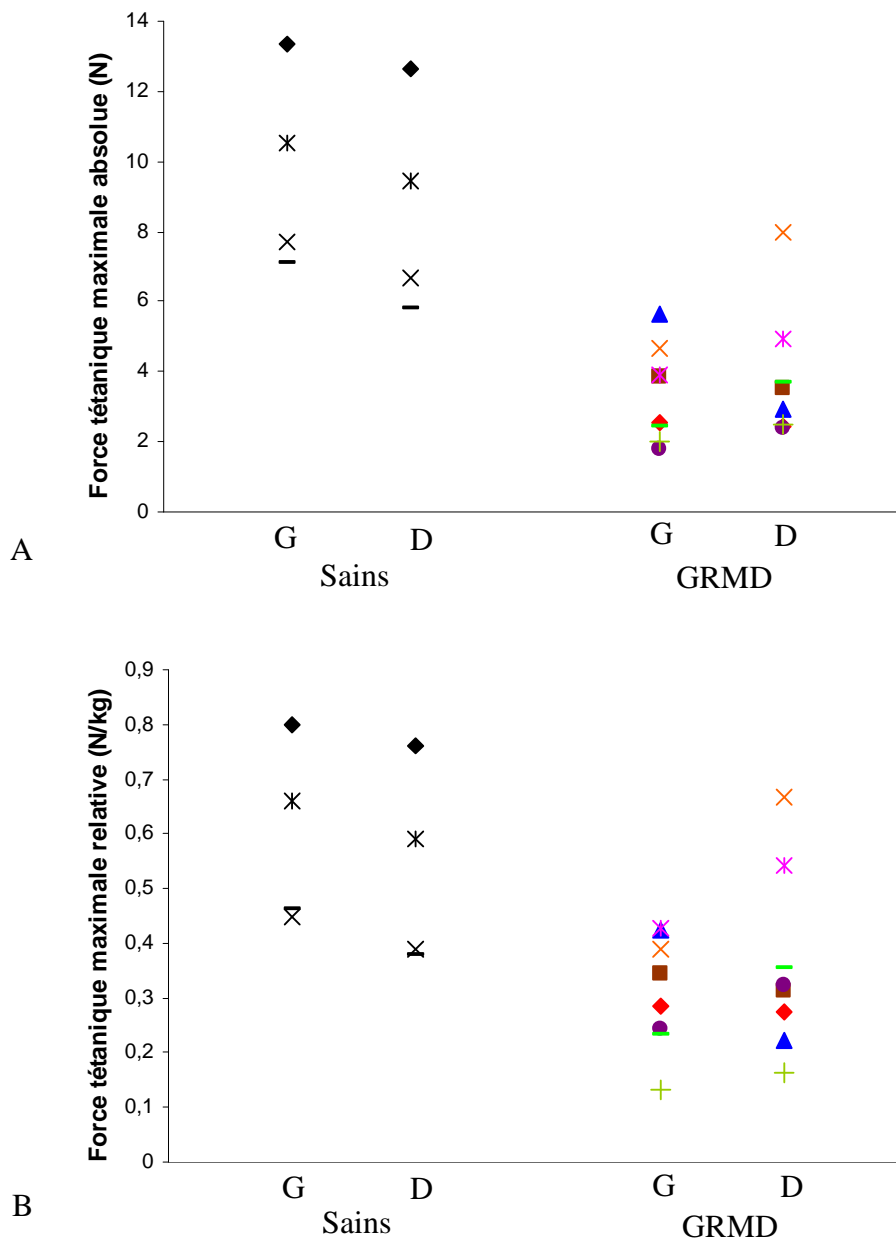 Force tétanique maximale absolue (N)
14
12
10
8
6
4
2
0
G
D
G
D
Sains
GRMD
A
Force tétanique maximale relative (N/kg)
0,9
0,8
0,7
0,6
0,5
0,4
0,3
0,2
0,1
0
G
D
G
D
Sains
GRMD
B